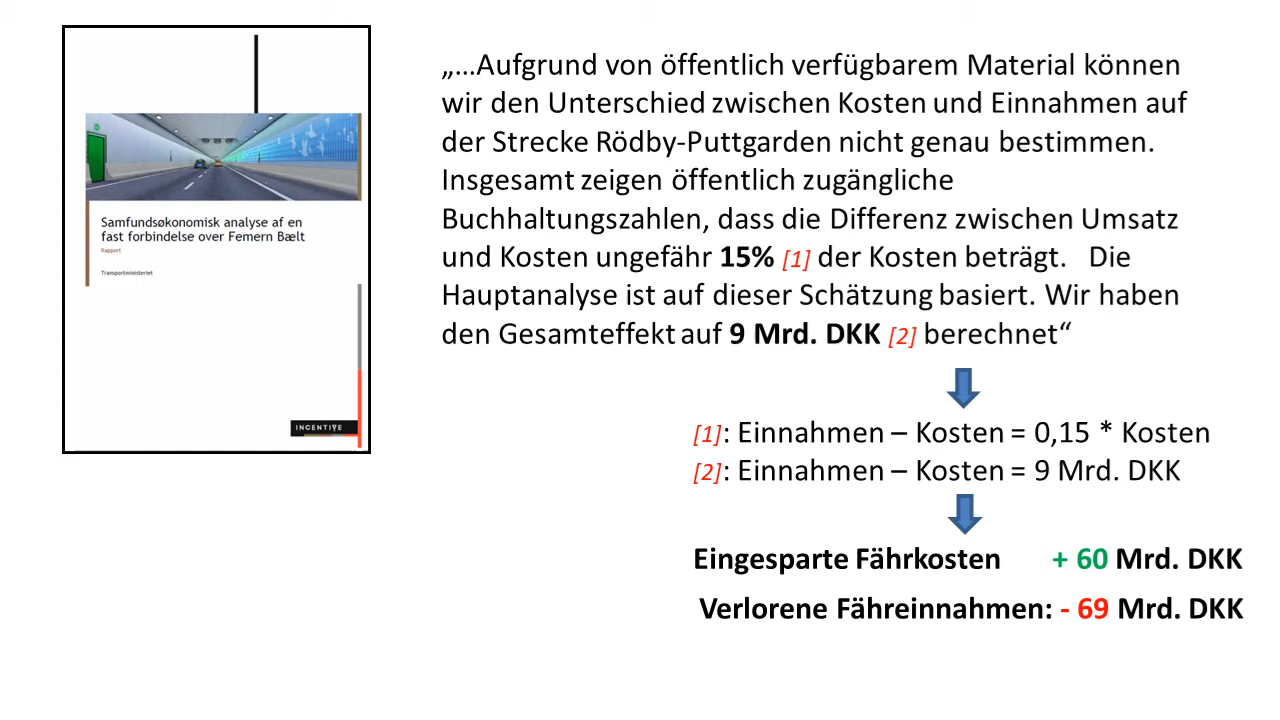 Samfundsøkonomisk analyse af en
fast forbindelse over Femern Bælt
Rapport
Transportministeriet
INCENTIVE
„…Aufgrund von öffentlich verfügbarem Material können
wir den Unterschied zwischen Kosten und Einnahmen auf
der Strecke Rödby-Puttgarden nicht genau bestimmen.
Insgesamt zeigen öffentlich zugängliche
Buchhaltungszahlen, dass die Differenz zwischen Umsatz
und Kosten ungefähr 15% [1] der Kosten beträgt. Die
Hauptanalyse ist auf dieser Schätzung basiert. Wir haben
den Gesamteffekt auf 9 Mrd. DKK [2] berechnet“
[1]: Einnahmen – Kosten = 0,15 * Kosten
[2]: Einnahmen – Kosten = 9 Mrd. DKK
Eingesparte Fährkosten + 60 Mrd. DKK
Verlorene Fähreinnahmen: - 69 Mrd. DKK